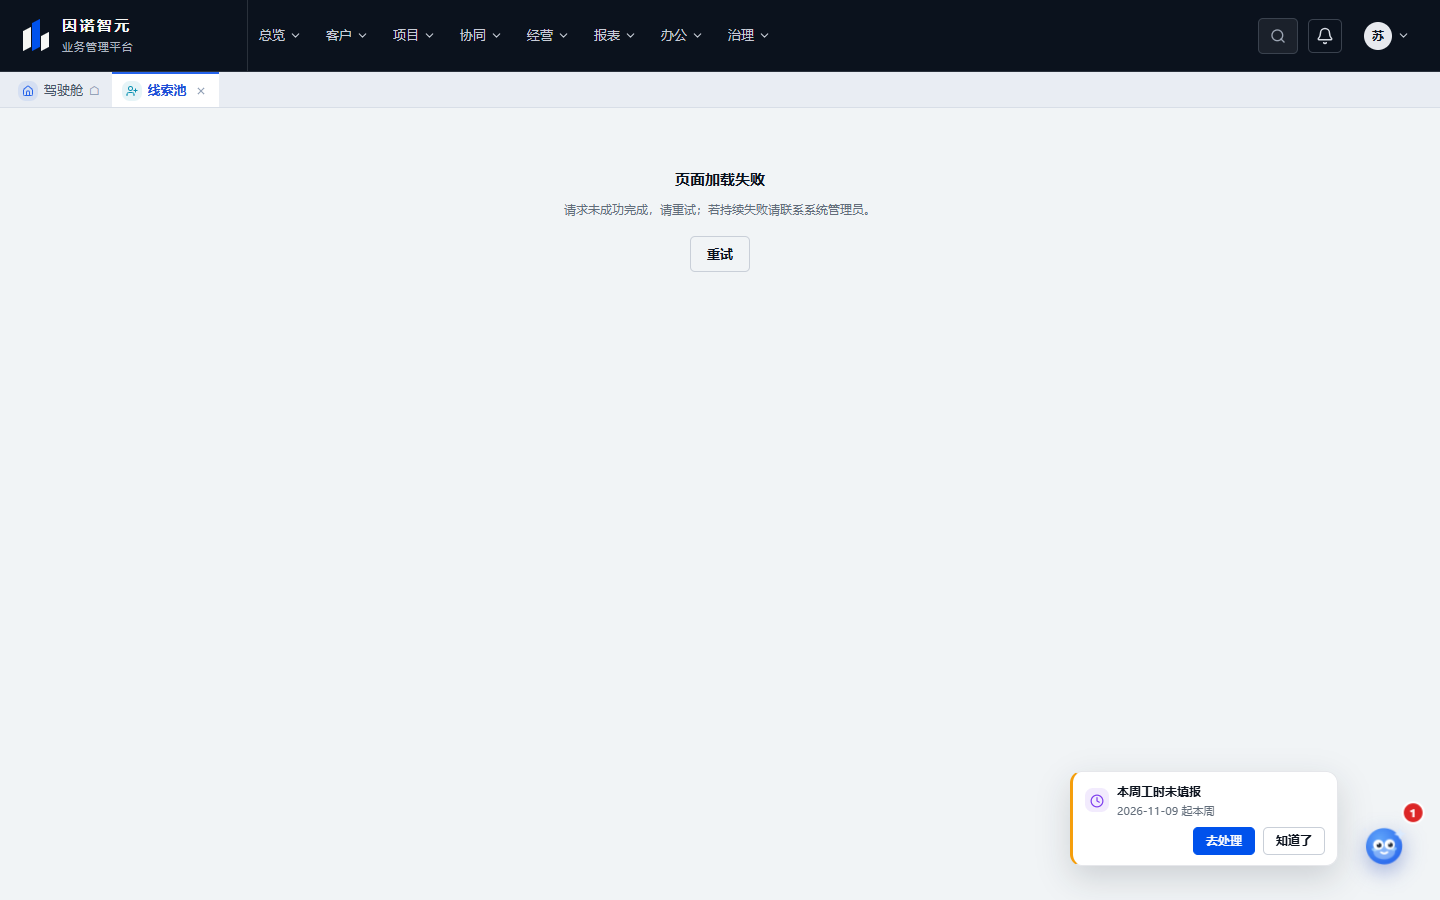 因诺智元
业务管理平台
总览 客户 项目 协同 经营 报表 办公 治理
苏
驾驶舱 线索池
页面加载失败
请求未成功完成，请重试；若持续失败请联系系统管理员。
重试
本周工时未填报
2026-11-09 起本周
去处理 知道了
1